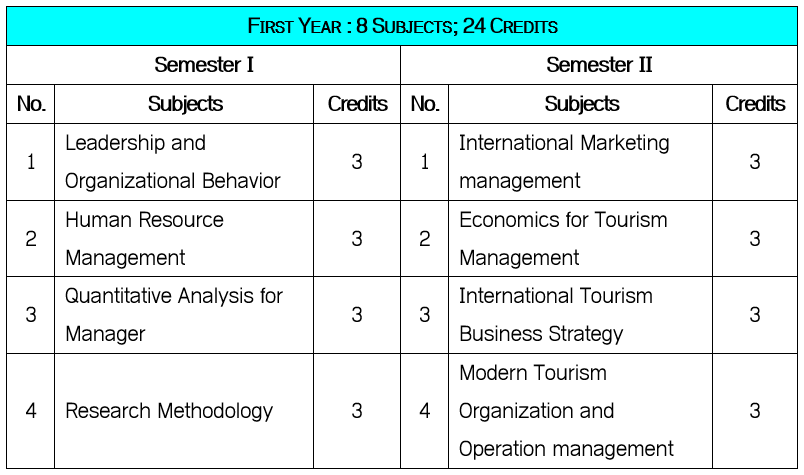 FIRST YEAR : 8 SUBJECTS; 24 CREDITS
Semester I
Semester II
No.
Subjects
Credits
No.
Subjects
Credits
1
Leadership and
Organizational Behavior
3
1
International Marketing
management
3
2
Human Resource
Management
3
2
Economics for Tourism
Management
3
3
Quantitative Analysis for
Manager
3
3
International Tourism
Business Strategy
3
4
Research Methodology
3
4
Modern Tourism
Organization and
Operation management
3